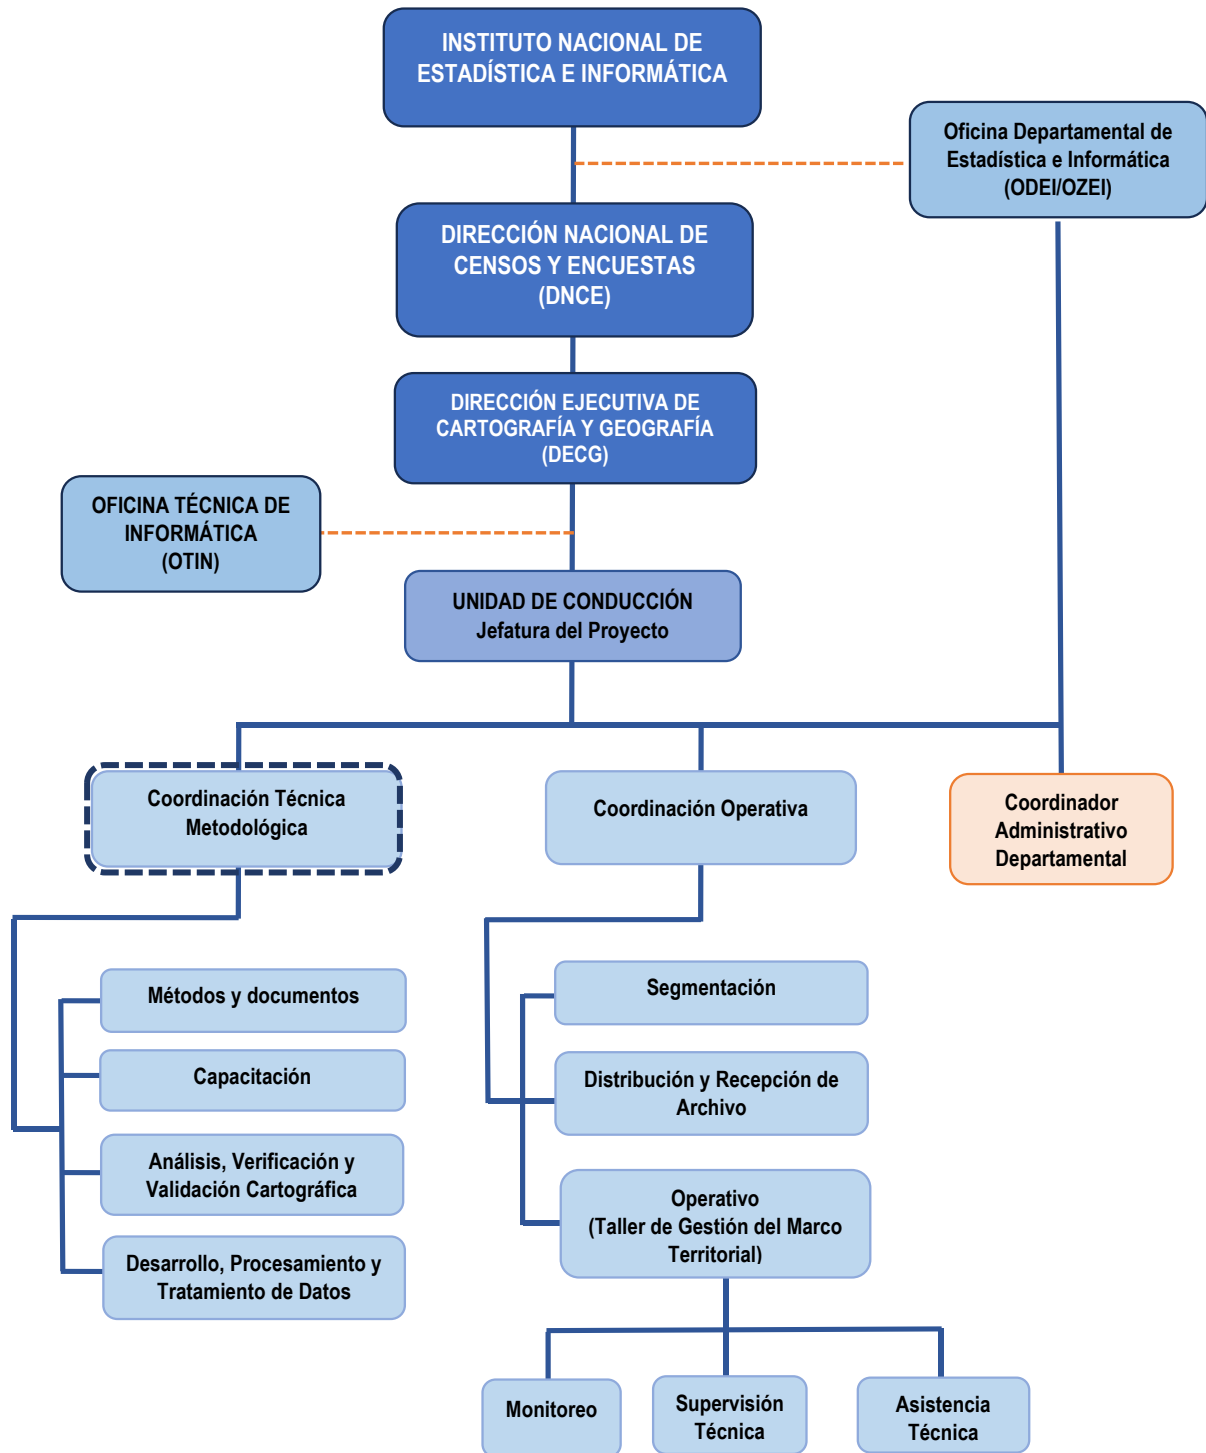 INSTITUTO NACIONAL DE
ESTADÍSTICA E INFORMÁTICA
Oficina Departamental de
Estadística e Informática
(ODEI/OZEI)
DIRECCIÓN NACIONAL DE
CENSOS Y ENCUESTAS
(DNCE)
DIRECCIÓN EJECUTIVA DE
CARTOGRAFÍA Y GEOGRAFÍA
(DECG)
OFICINA TÉCNICA DE
INFORMÁTICA
(OTIN)
UNIDAD DE CONDUCCIÓN
Jefatura del Proyecto
Coordinación Técnica
Metodológica
Coordinación Operativa
Coordinador
Administrativo
Departamental
Métodos y documentos
Capacitación
Análisis, Verificación y
Validación Cartográfica
Desarrollo, Procesamiento y
Tratamiento de Datos
Segmentación
Distribución y Recepción de
Archivo
Operativo
(Taller de Gestión del Marco
Territorial)
Monitoreo
Supervisión
Técnica
Asistencia
Técnica